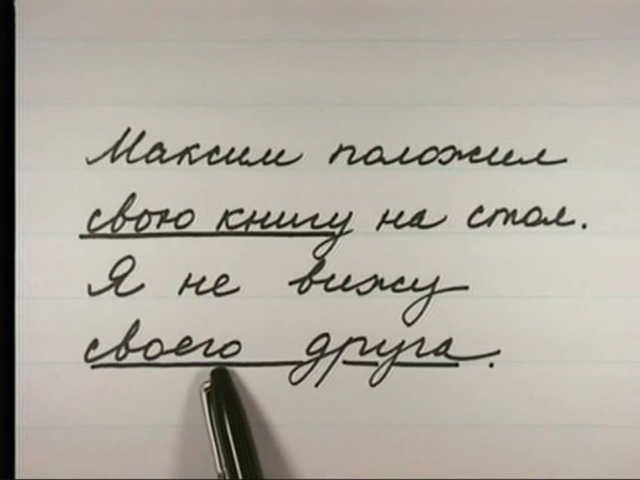 Максим положил
свою книгу на стол.
Я не вижу
своего друга.